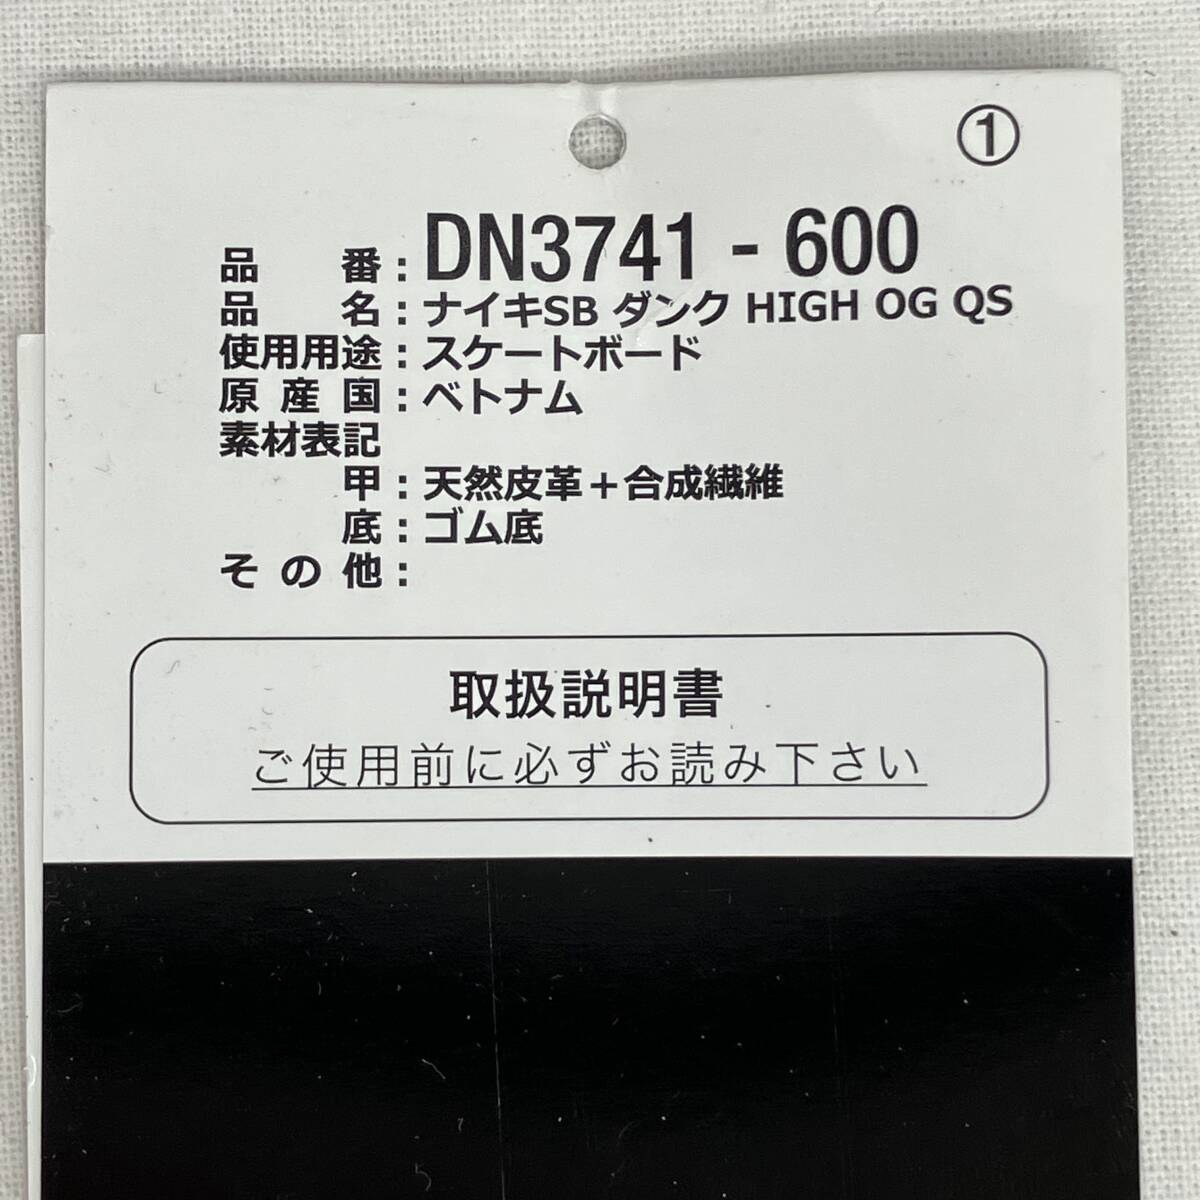 ①
品番:DN3741-600
品名:ナイキSB ダンク HIGH OG QS
使用用途:スケートボード
原産国:ベトナム
素材表記
甲:天然皮革+合成繊維
底:ゴム底
その他:
取扱説明書
ご使用前に必ずお読み下さい